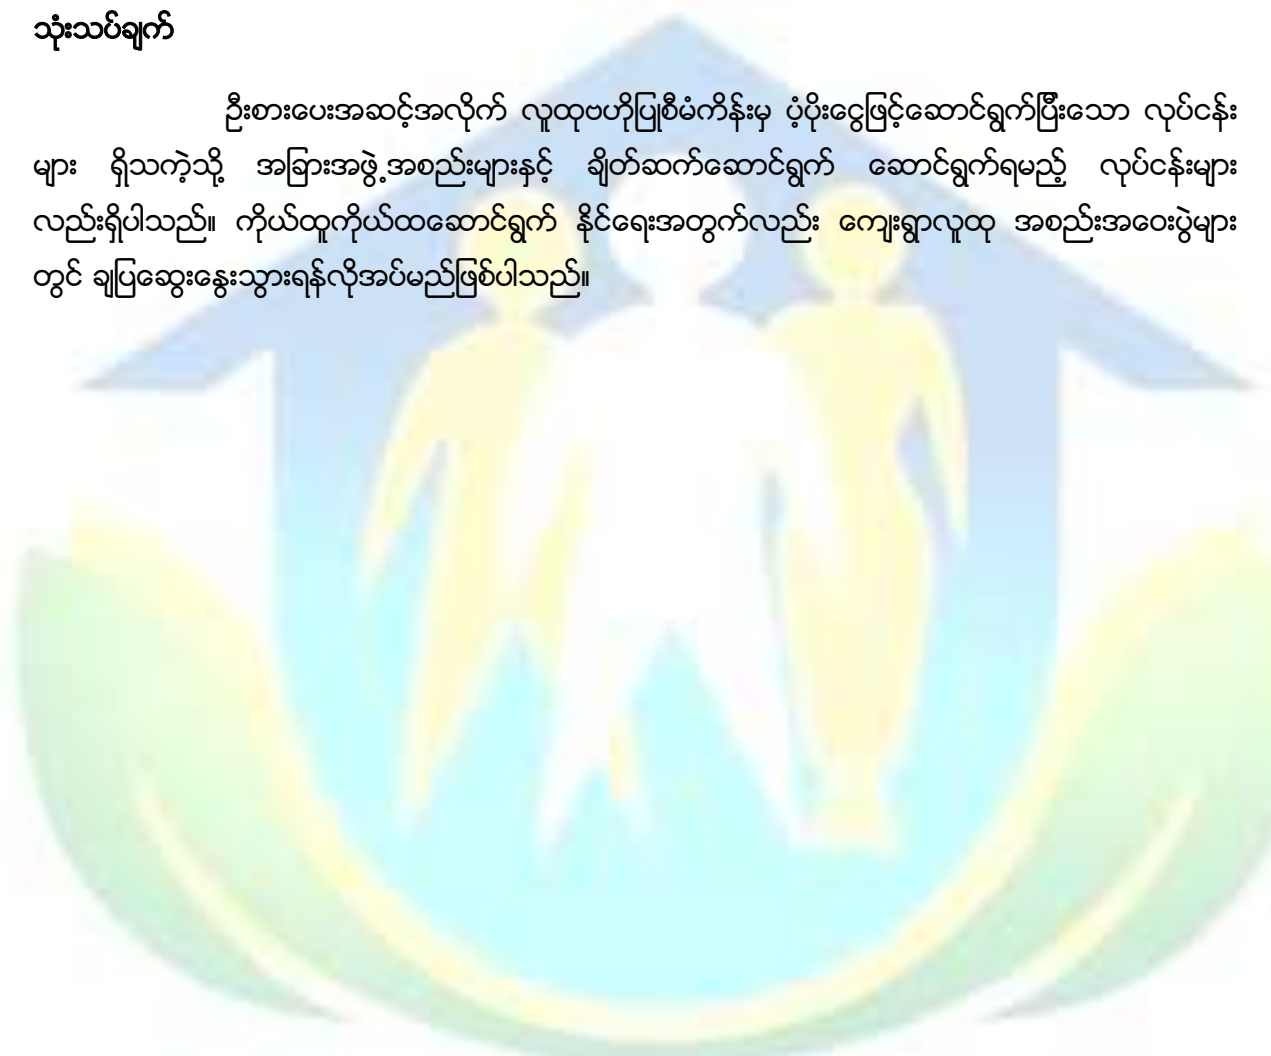 သုံးသပ်ချက်
ဦးစားပေးအဆင့်အလိုက် လူထုဗဟိုပြုစီမံကိန်းမှ ပံ့ပိုးငွေဖြင့်ဆောင်ရွက်ပြီးသော လုပ်ငန်း
များ ရှိသကဲ့သို့ အခြားအဖွဲ့အစည်းများနှင့် ချိတ်ဆက်ဆောင်ရွက် ဆောင်ရွက်ရမည့် လုပ်ငန်းများ
လည်းရှိပါသည်။ ကိုယ်ထူကိုယ်ထဆောင်ရွက် နိုင်ရေးအတွက်လည်း ကျေးရွာလူထု အစည်းအဝေးပွဲများ
တွင် ချပြဆွေးနွေးသွားရန်လိုအပ်မည်ဖြစ်ပါသည်။